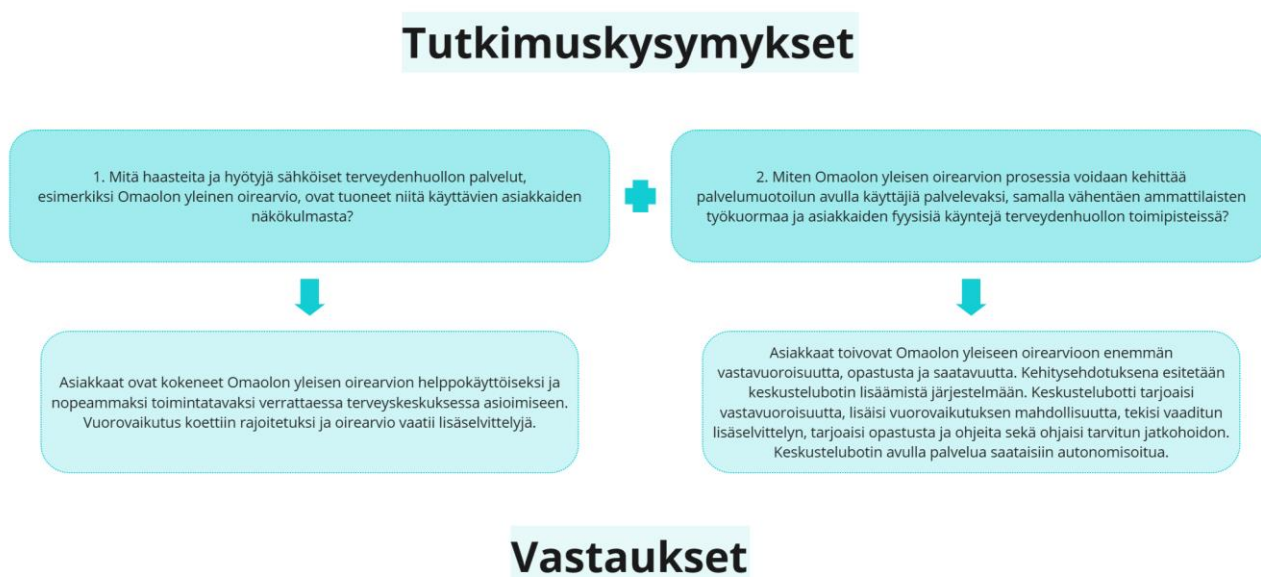 Tutkimuskysymykset
1. Mitä haasteita ja hyötyjä sähköiset terveydenhuollon palvelut,
esimerkiksi Omaolon yleinen oirearvio, ovat tuoneet niitä käyttävien asiakkaiden
näkökulmasta?
2. Miten Omaolon yleisen oirearvion prosessia voidaan kehittää
palvelumuotoilun avulla käyttäjiä palvelevaksi, samalla vähentäen ammattilaisten
työkuormaa ja asiakkaiden fyysisiä käyntejä terveydenhuollon toimipisteissä?
Asiakkaat ovat kokeneet Omaolon yleisen oirearvion helppokäyttöiseksi ja
nopeammaksi toimintatavaksi verrattaessa terveyskeskuksessa asioimiseen.
Vuorovaikutus koettiin rajoitetuksi ja oirearvio vaatii lisäselvittelyjä.
Asiakkaat toivovat Omaolon yleiseen oirearvioon enemmän
vastavuoroisuutta, opastusta ja saatavuutta. Kehitysehdotuksena esitetään
keskustelubotin lisäämistä järjestelmään. Keskustelubotti tarjoaisi
vastavuoroisuutta, lisäisi vuorovaikutuksen mahdollisuutta, tekisi vaaditun
lisäselvittelyn, tarjoaisi opastusta ja ohjeita sekä ohjaisi tarvitun jatkohoidon.
Keskustelubotin avulla palvelua saataisiin autonomisoitua.
Vastaukset